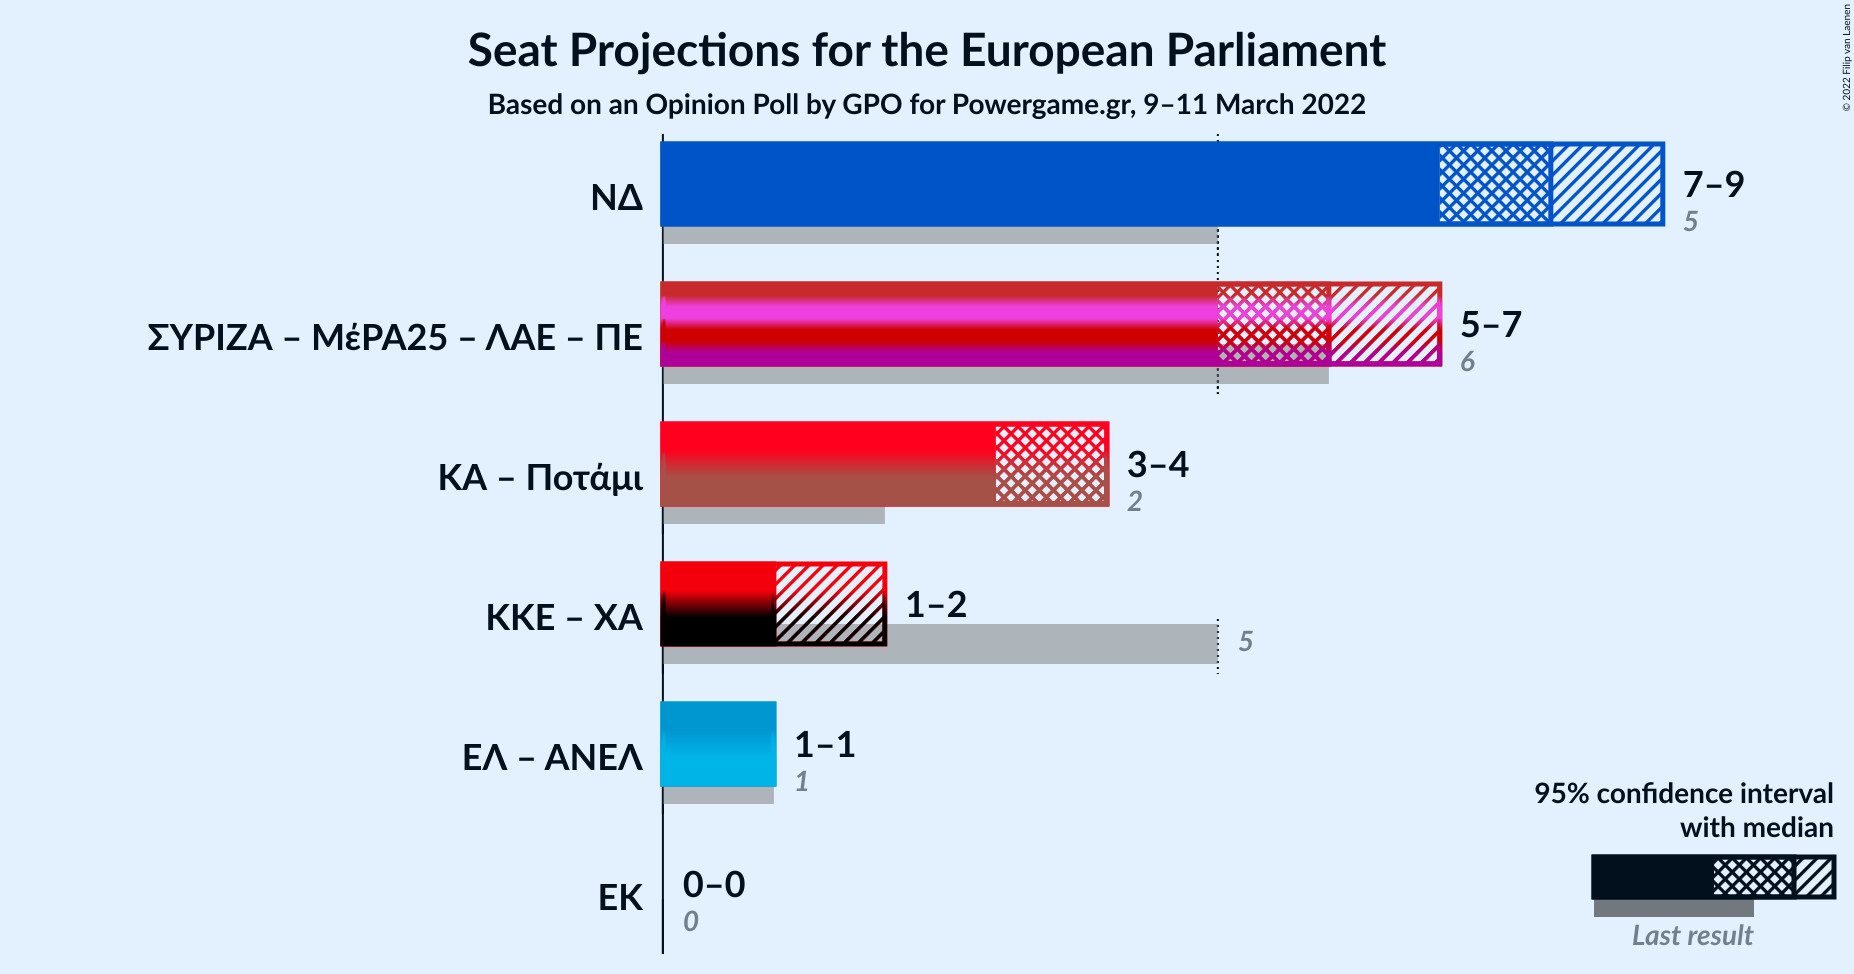 Seat Projections for the European Parliament
Based on an Opinion Poll by GPO for Powergame.gr, 9–11 March 2022
© 2022 Filip van Laenen
ΝΔ
7–9
5
ΣΥΡΙΖΑ – ΜέΡΑ25 – ΛΑΕ – ΠΕ
5–7
6
ΚΑ – Ποτάμι
3–4
2
ΚΚΕ – ΧΑ
1–2
5
ΕΛ – ΑΝΕΛ
1–1
1
ΕΚ
0–0
0
95% confidence interval
with median
Last result